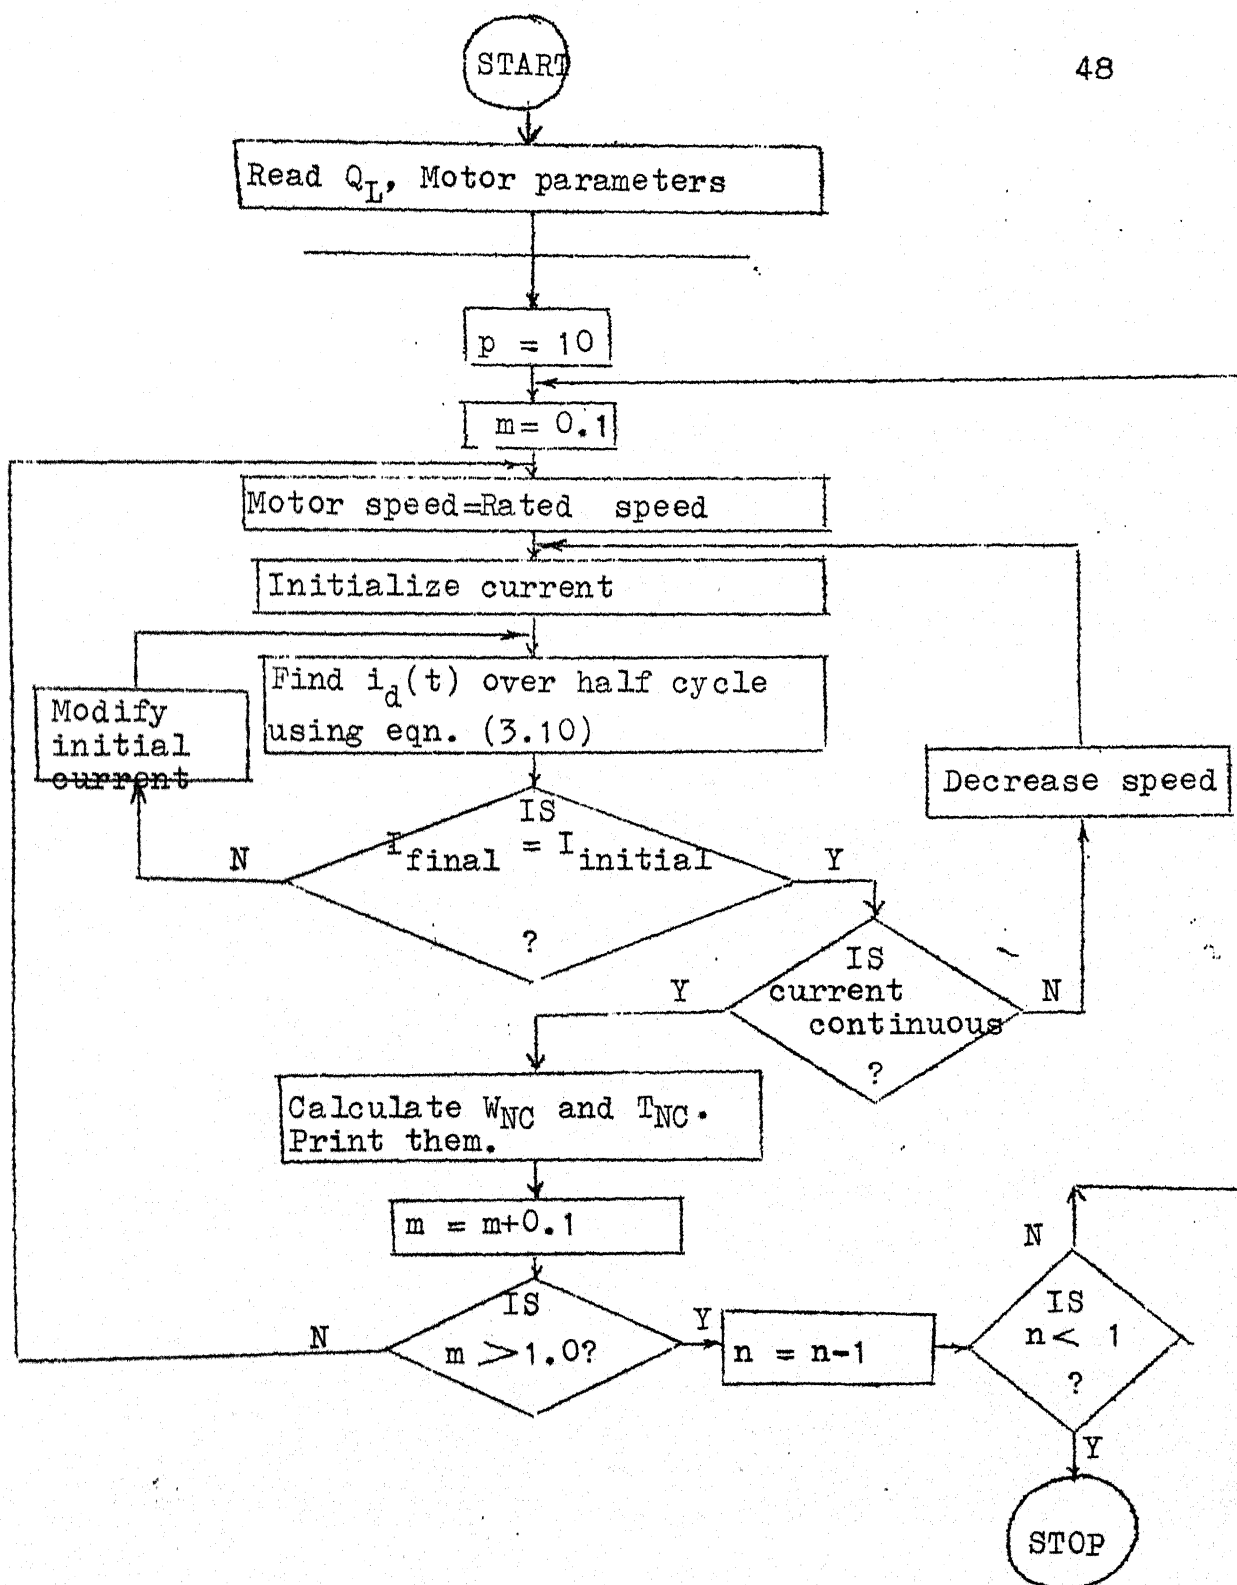 48
START
Read Q_L, Motor parameters
p = 10
m= 0.1
Motor speed=Rated speed
Initialize current
Find i_d(t) over half cycle
using eqn. (3.10)
Modify
initial
current
Decrease speed
IS
I_final = I_initial
?
N
Y
IS
current
continuous
?
Y
N
Calculate W_NC and T_NC.
Print them.
m = m+0.1
IS
m >1.0?
N
Y
n = n-1
N
IS
n< 1
?
Y
STOP